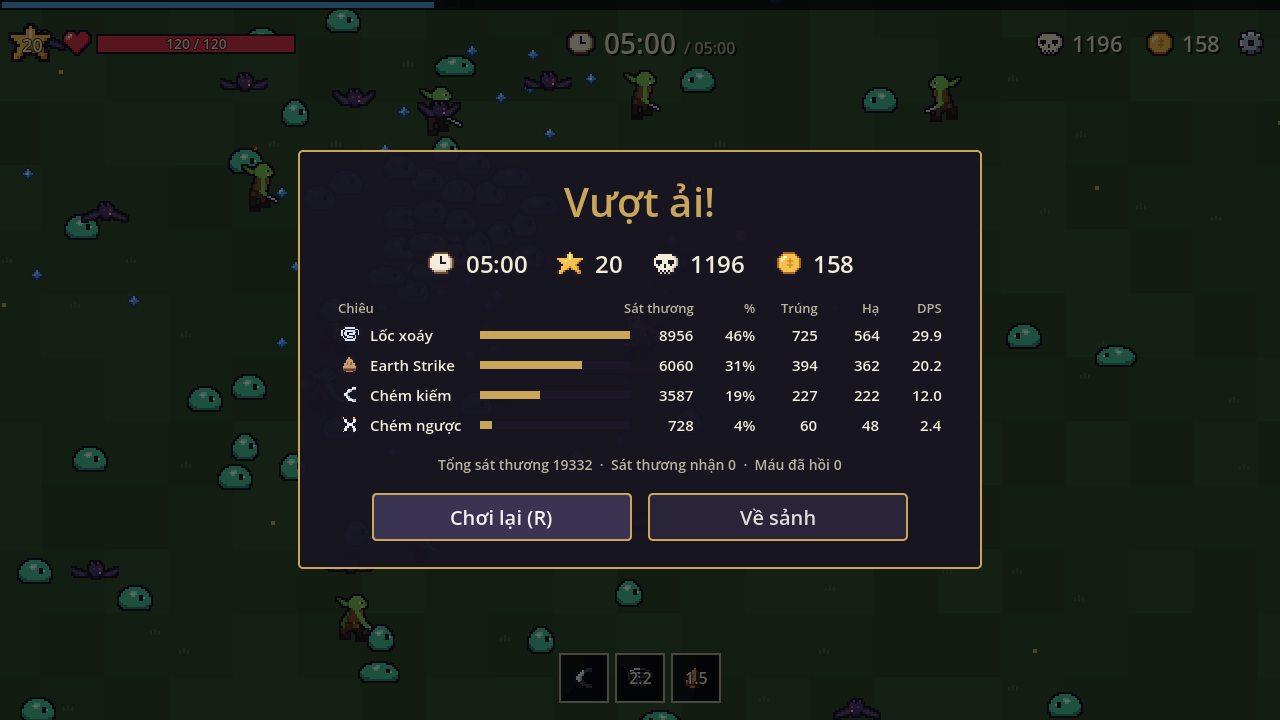 20 120 / 120 05:00 / 05:00 1196 158
Vượt ải!
05:00 20 1196 158
Chiêu Sát thương % Trúng Hạ DPS
Lốc xoáy 8956 46% 725 564 29.9
Earth Strike 6060 31% 394 362 20.2
Chém kiếm 3587 19% 227 222 12.0
Chém ngược 728 4% 60 48 2.4
Tổng sát thương 19332 · Sát thương nhận 0 · Máu đã hồi 0
Chơi lại (R) Về sảnh
2.2 1.5